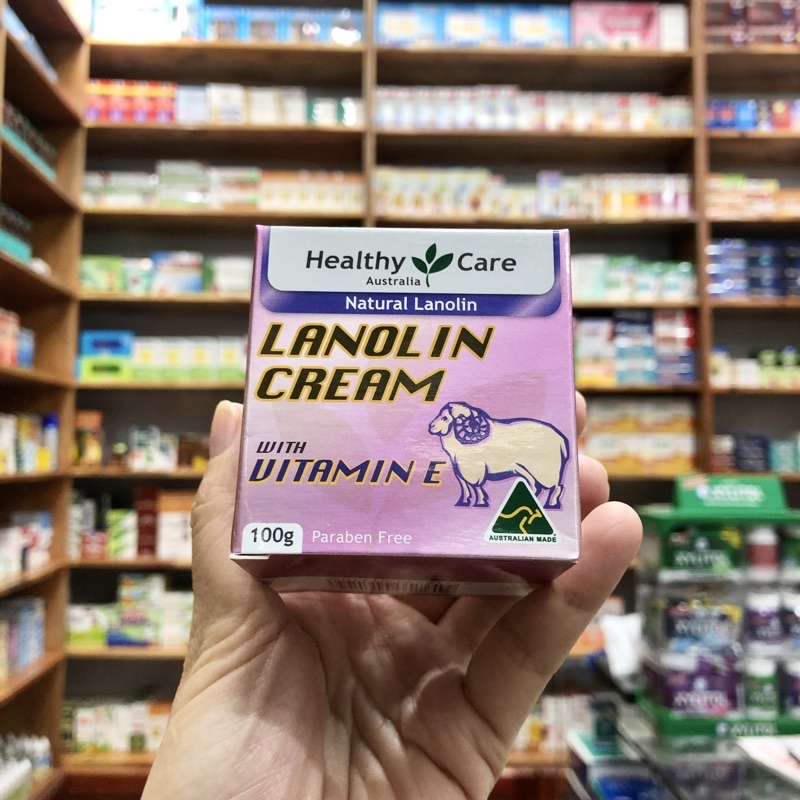 Healthy Care
Australia
Natural Lanolin
LANOLIN
CREAM
WITH
VITAMIN E
100g Paraben Free
AUSTRALIAN MADE